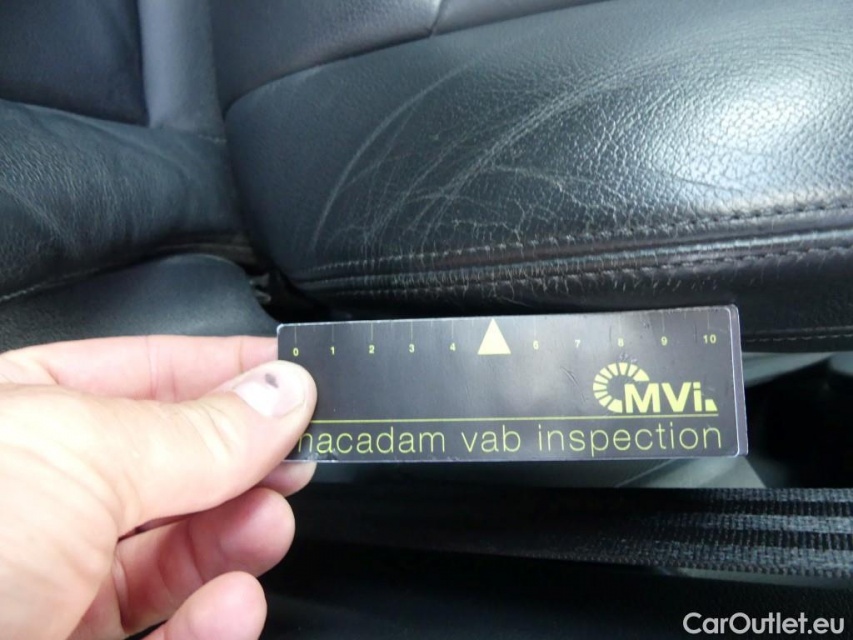 0 1 2 3 4 6 7 8 9 10
MVi.
macadam vab inspection
CarOutlet.eu